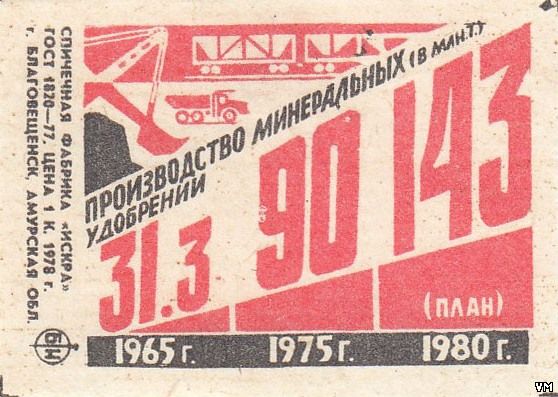 СПИЧЕЧНАЯ ФАБРИКА «ИСКРА»
ГОСТ 1820—77. ЦЕНА 1 К. 1978 г.
г. БЛАГОВЕЩЕНСК, АМУРСКАЯ ОБЛ.
ПРОИЗВОДСТВО МИНЕРАЛЬНЫХ (В МЛН.Т.)
УДОБРЕНИЙ
31.3 90 143
(ПЛАН)
1965 г. 1975 г. 1980 г.
VM